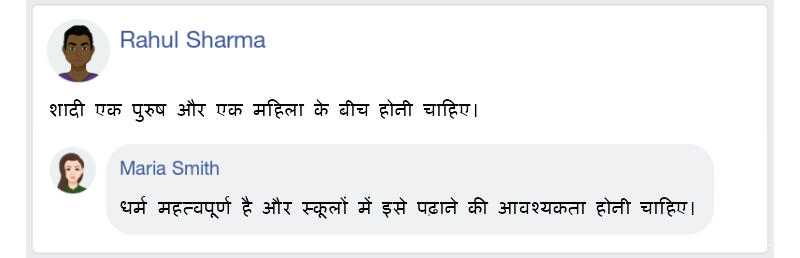 Rahul Sharma
शादी एक पुरुष और एक महिला के बीच होनी चाहिए।
Maria Smith
धर्म महत्वपूर्ण है और स्कूलों में इसे पढ़ाने की आवश्यकता होनी चाहिए।